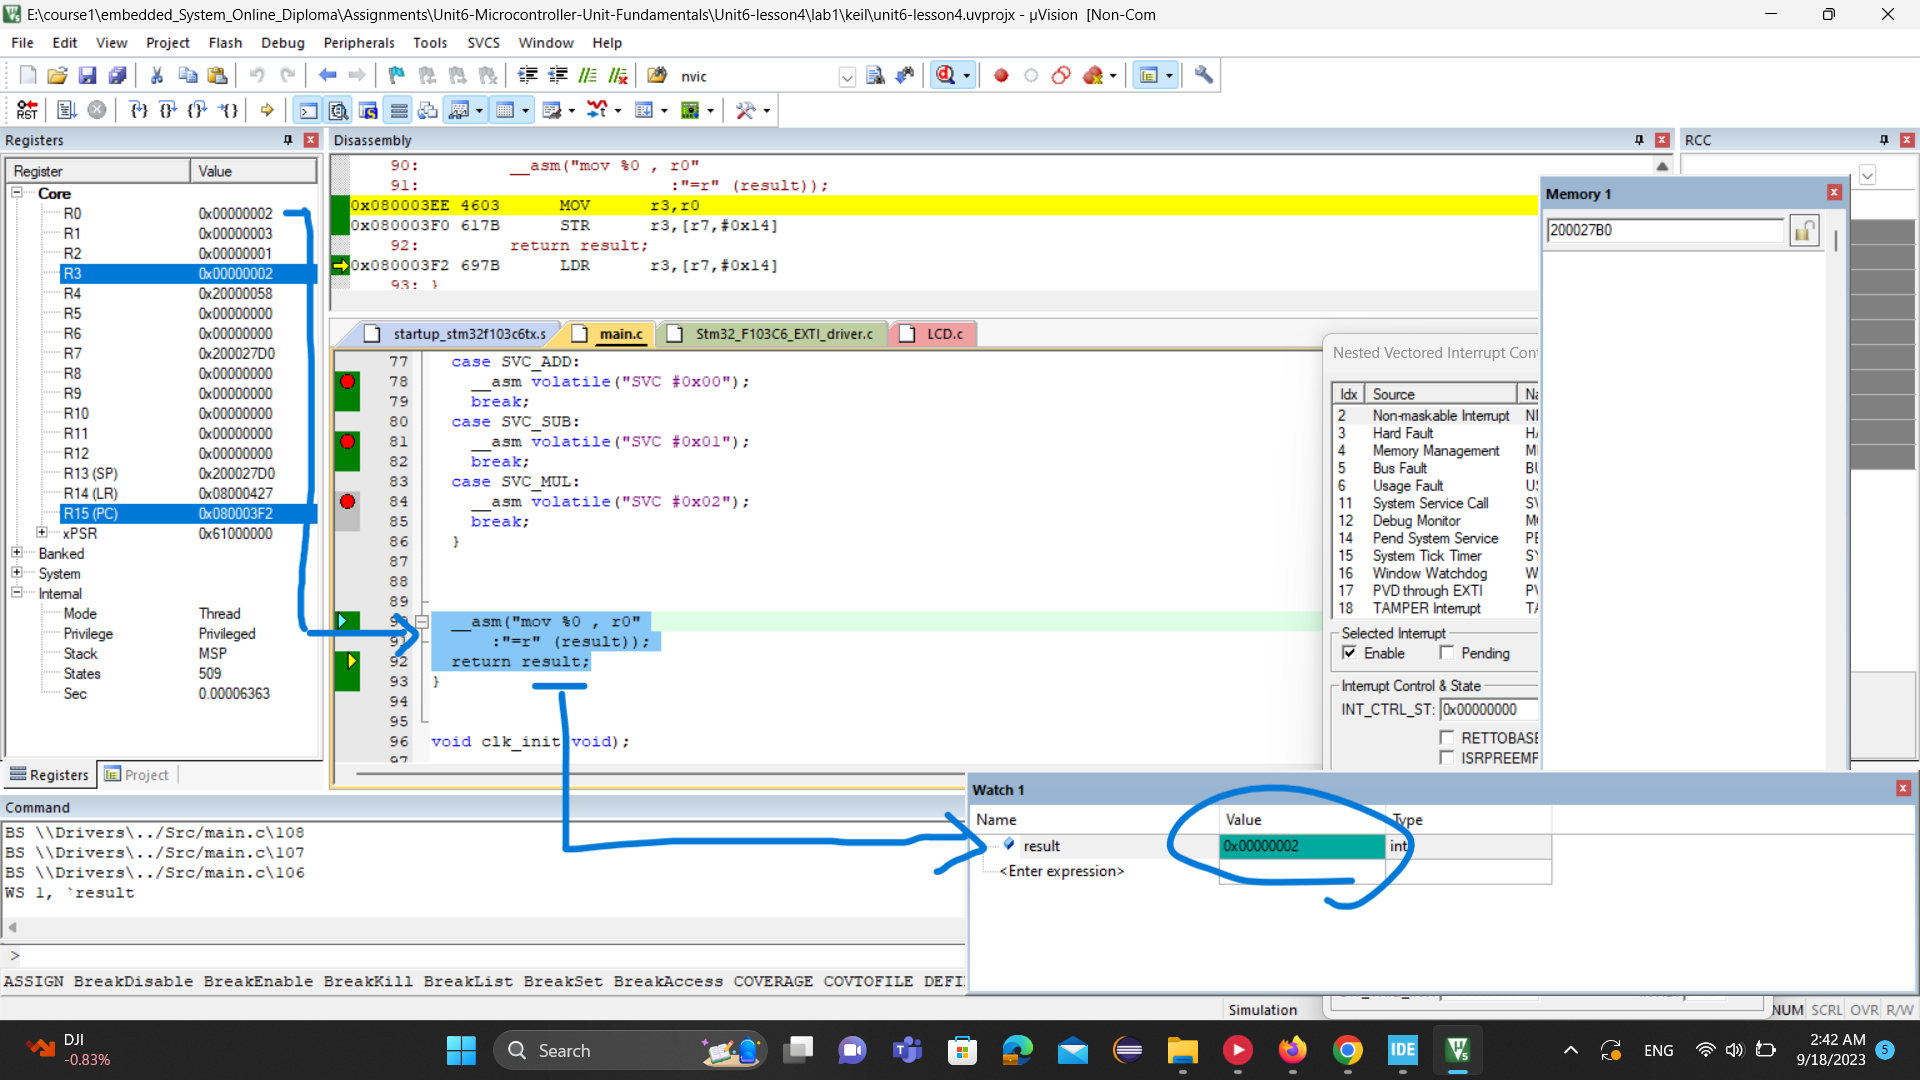 E:\course1\embedded_System_Online_Diploma\Assignments\Unit6-Microcontroller-Unit-Fundamentals\Unit6-lesson4\lab1\keil\unit6-lesson4.uvprojx - µVision  [Non-Com
File Edit View Project Flash Debug Peripherals Tools SVCS Window Help
nvic
RST
Registers
Register Value
Core
R0 0x00000002
R1 0x00000003
R2 0x00000001
R3 0x00000002
R4 0x20000058
R5 0x00000000
R6 0x00000000
R7 0x200027D0
R8 0x00000000
R9 0x00000000
R10 0x00000000
R11 0x00000000
R12 0x00000000
R13 (SP) 0x200027D0
R14 (LR) 0x08000427
R15 (PC) 0x080003F2
xPSR 0x61000000
Banked
System
Internal
Mode Thread
Privilege Privileged
Stack MSP
States 509
Sec 0.00006363
Registers Project
Disassembly
90: __asm("mov %0 , r0"
91: :"=r" (result));
0x080003EE 4603 MOV r3,r0
0x080003F0 617B STR r3,[r7,#0x14]
92: return result;
0x080003F2 697B LDR r3,[r7,#0x14]
93: }
startup_stm32f103c6tx.s main.c Stm32_F103C6_EXTI_driver.c LCD.c
77 case SVC_ADD:
78 __asm volatile("SVC #0x00");
79 break;
80 case SVC_SUB:
81 __asm volatile("SVC #0x01");
82 break;
83 case SVC_MUL:
84 __asm volatile("SVC #0x02");
85 break;
86 }
87
88
89
90 __asm("mov %0 , r0"
91 :"=r" (result));
92 return result;
93 }
94
95
96 void clk_init(void);
97
RCC
Memory 1
200027B0
Nested Vectored Interrupt Cont
Idx Source Na
2 Non-maskable Interrupt
3 Hard Fault
4 Memory Management
5 Bus Fault
6 Usage Fault
11 System Service Call
12 Debug Monitor
14 Pend System Service
15 System Tick Timer
16 Window Watchdog
17 PVD through EXTI
18 TAMPER Interrupt
Selected Interrupt
Enable Pending
Interrupt Control & State
INT_CTRL_ST: 0x00000000
RETTOBASE
ISRPREEMP
Command
BS \\Drivers\../Src/main.c\108
BS \\Drivers\../Src/main.c\107
BS \\Drivers\../Src/main.c\106
WS 1, `result
>
ASSIGN BreakDisable BreakEnable BreakKill BreakList BreakSet BreakAccess COVERAGE COVTOFILE DEFI
Watch 1
Name Value Type
result 0x00000002 int
<Enter expression>
Simulation
NUM SCRL OVR R/W
DJI
-0.83%
Search
IDE
ENG
2:42 AM
9/18/2023
5